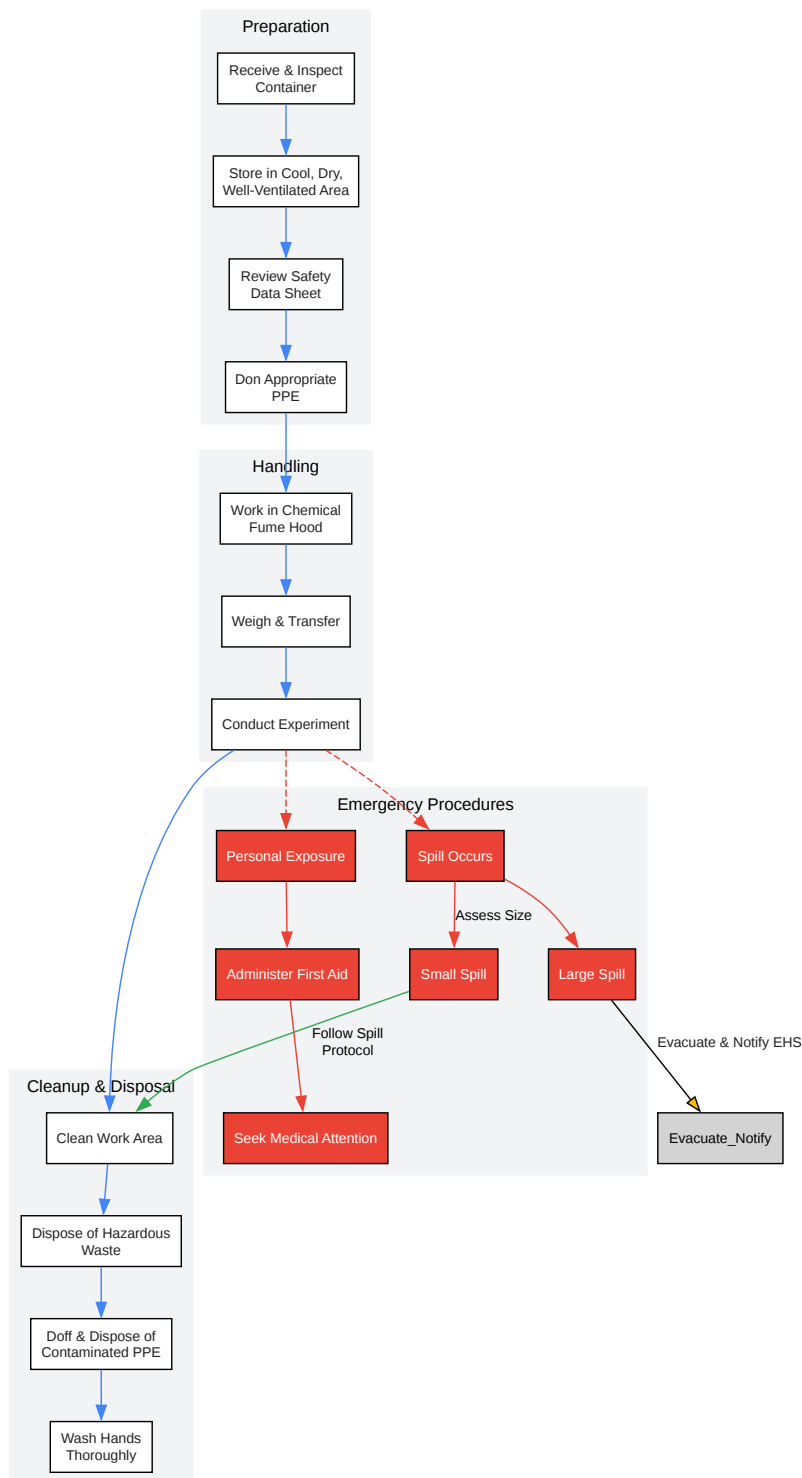 Preparation
Receive & Inspect
Container
Store in Cool, Dry,
Well-Ventilated Area
Review Safety
Data Sheet
Don Appropriate
PPE
Handling
Work in Chemical
Fume Hood
Weigh & Transfer
Conduct Experiment
Emergency Procedures
Personal Exposure
Spill Occurs
Assess Size
Administer First Aid
Small Spill
Large Spill
Follow Spill
Protocol
Evacuate & Notify EHS
Cleanup & Disposal
Clean Work Area
Seek Medical Attention
Evacuate_Notify
Dispose of Hazardous
Waste
Doff & Dispose of
Contaminated PPE
Wash Hands
Thoroughly